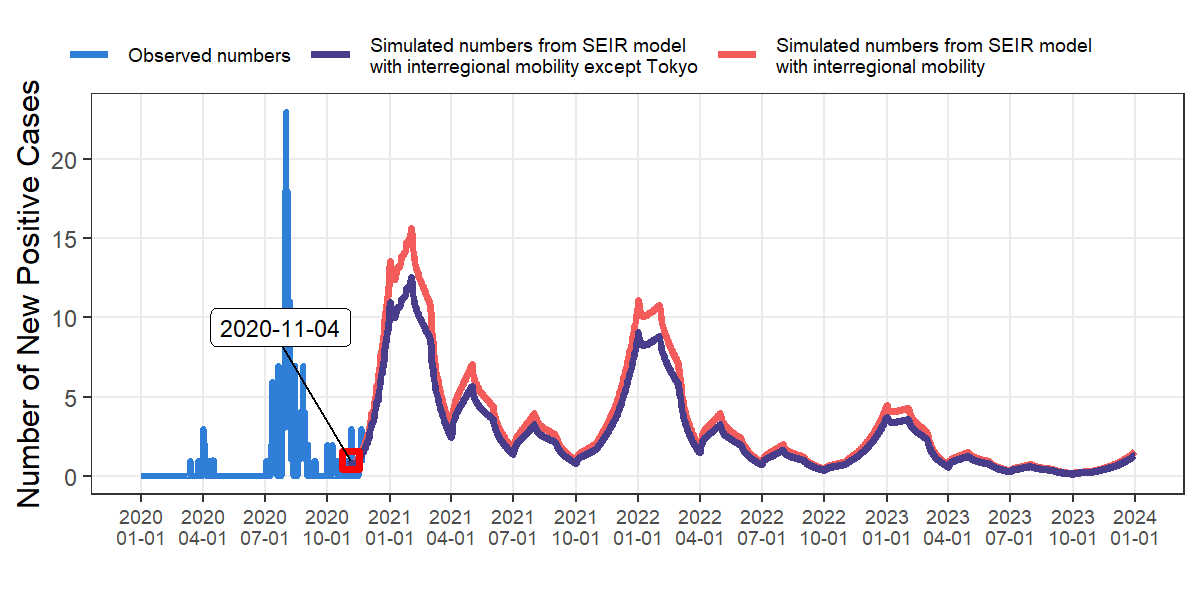 Observed numbers
Simulated numbers from SEIR model
with interregional mobility except Tokyo
Simulated numbers from SEIR model
with interregional mobility
Number of New Positive Cases
20
15
10
5
0
2020-11-04
2020 2020 2020 2020 2021 2021 2021 2021 2022 2022 2022 2022 2023 2023 2023 2023 2024
01-01 04-01 07-01 10-01 01-01 04-01 07-01 10-01 01-01 04-01 07-01 10-01 01-01 04-01 07-01 10-01 01-01